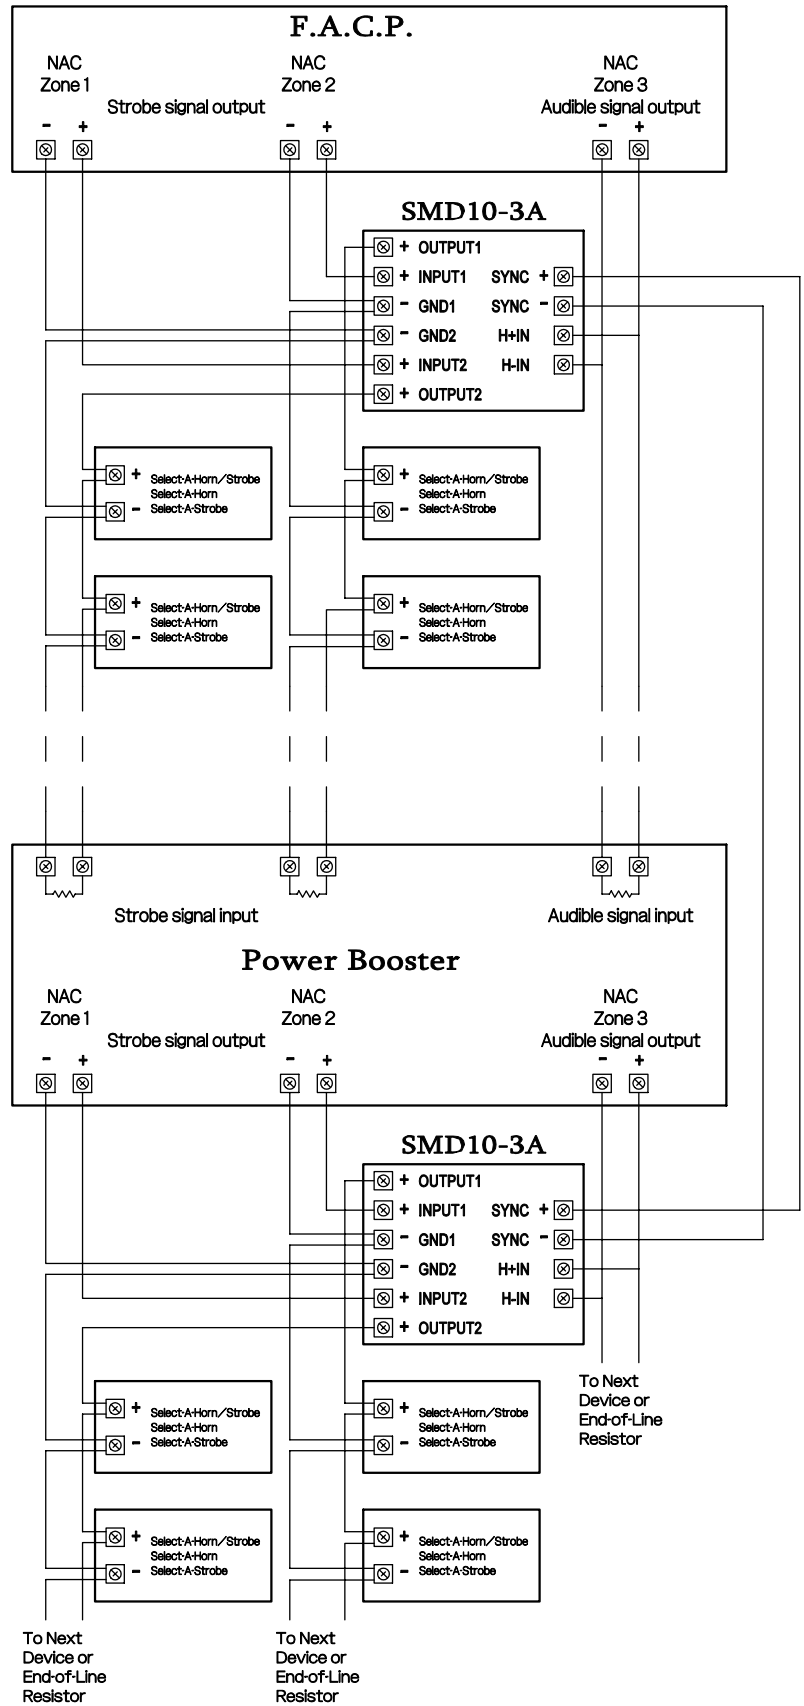 F.A.C.P.
NAC
Zone 1
NAC
Zone 2
NAC
Zone 3
Strobe signal output
Audible signal output
- +
- +
- +
SMD10-3A
+ OUTPUT1
+ INPUT1 SYNC +
- GND1 SYNC -
- GND2 H+IN
+ INPUT2 H-IN
+ OUTPUT2
+ Select-A-Horn/Strobe
Select-A-Horn
- Select-A-Strobe
+ Select-A-Horn/Strobe
Select-A-Horn
- Select-A-Strobe
+ Select-A-Horn/Strobe
Select-A-Horn
- Select-A-Strobe
+ Select-A-Horn/Strobe
Select-A-Horn
- Select-A-Strobe
Strobe signal input
Audible signal input
Power Booster
NAC
Zone 1
NAC
Zone 2
NAC
Zone 3
Strobe signal output
Audible signal output
- +
- +
- +
SMD10-3A
+ OUTPUT1
+ INPUT1 SYNC +
- GND1 SYNC -
- GND2 H+IN
+ INPUT2 H-IN
+ OUTPUT2
To Next
Device or
End-of-Line
Resistor
+ Select-A-Horn/Strobe
Select-A-Horn
- Select-A-Strobe
+ Select-A-Horn/Strobe
Select-A-Horn
- Select-A-Strobe
+ Select-A-Horn/Strobe
Select-A-Horn
- Select-A-Strobe
+ Select-A-Horn/Strobe
Select-A-Horn
- Select-A-Strobe
To Next
Device or
End-of-Line
Resistor
To Next
Device or
End-of-Line
Resistor